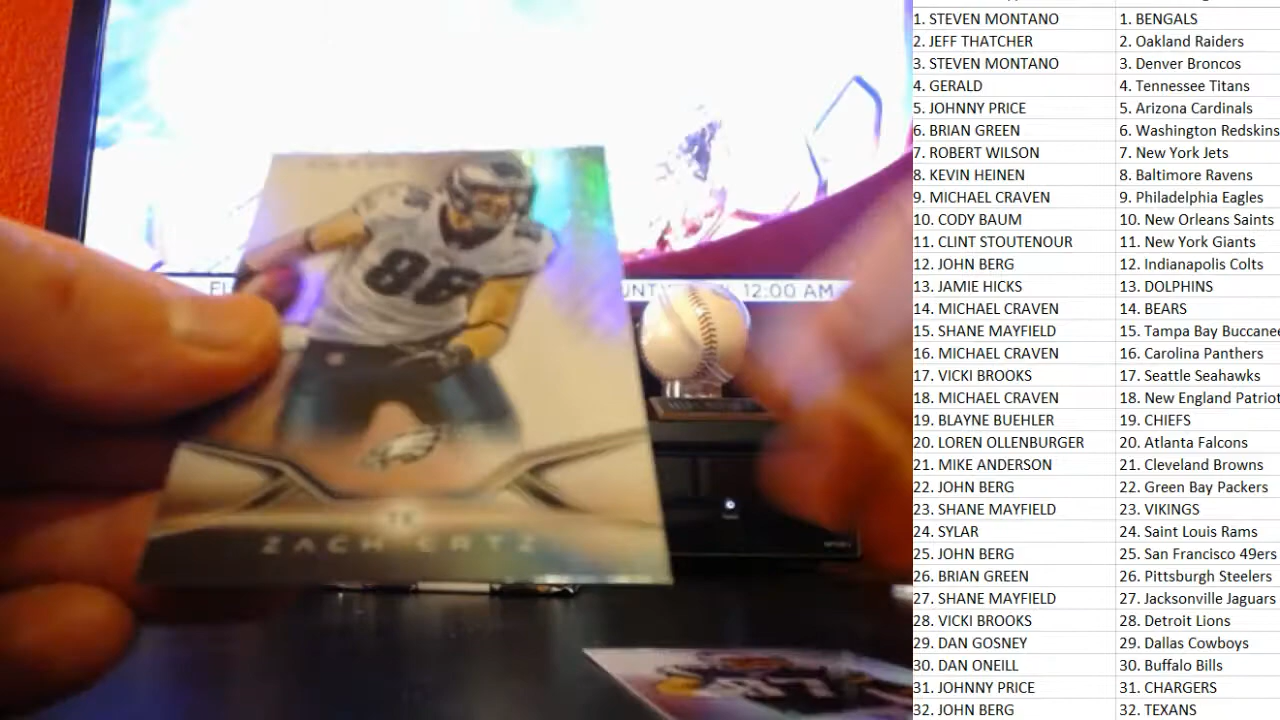 1. STEVEN MONTANO 1. BENGALS
2. JEFF THATCHER 2. Oakland Raiders
3. STEVEN MONTANO 3. Denver Broncos
4. GERALD 4. Tennessee Titans
5. JOHNNY PRICE 5. Arizona Cardinals
6. BRIAN GREEN 6. Washington Redskins
7. ROBERT WILSON 7. New York Jets
8. KEVIN HEINEN 8. Baltimore Ravens
9. MICHAEL CRAVEN 9. Philadelphia Eagles
10. CODY BAUM 10. New Orleans Saints
11. CLINT STOUTENOUR 11. New York Giants
12. JOHN BERG 12. Indianapolis Colts
13. JAMIE HICKS 13. DOLPHINS
14. MICHAEL CRAVEN 14. BEARS
15. SHANE MAYFIELD 15. Tampa Bay Buccanee
16. MICHAEL CRAVEN 16. Carolina Panthers
17. VICKI BROOKS 17. Seattle Seahawks
18. MICHAEL CRAVEN 18. New England Patriot
19. BLAYNE BUEHLER 19. CHIEFS
20. LOREN OLLENBURGER 20. Atlanta Falcons
21. MIKE ANDERSON 21. Cleveland Browns
22. JOHN BERG 22. Green Bay Packers
23. SHANE MAYFIELD 23. VIKINGS
24. SYLAR 24. Saint Louis Rams
25. JOHN BERG 25. San Francisco 49ers
26. BRIAN GREEN 26. Pittsburgh Steelers
27. SHANE MAYFIELD 27. Jacksonville Jaguars
28. VICKI BROOKS 28. Detroit Lions
29. DAN GOSNEY 29. Dallas Cowboys
30. DAN ONEILL 30. Buffalo Bills
31. JOHNNY PRICE 31. CHARGERS
32. JOHN BERG 32. TEXANS
12:00 AM
86
TE
ZACH ERTZ